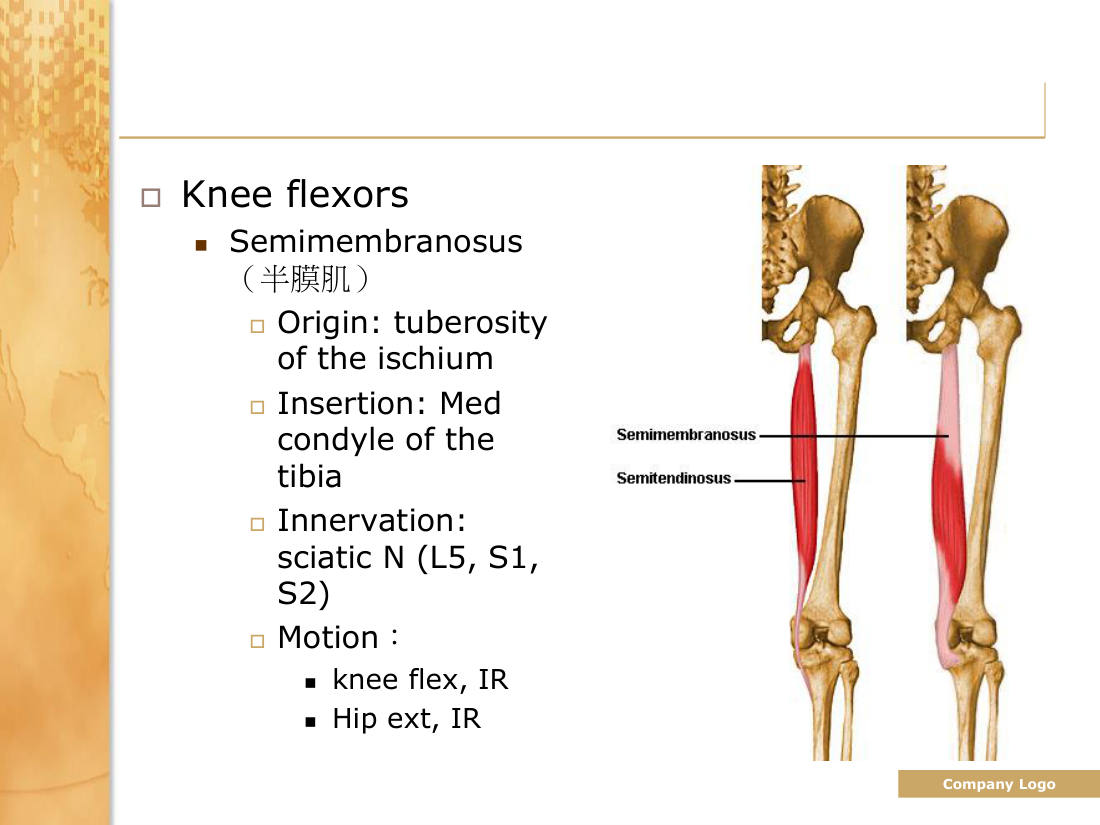 Knee flexors
Semimembranosus
（半膜肌）
Origin: tuberosity
of the ischium
Insertion: Med
condyle of the
tibia
Innervation:
sciatic N (L5, S1,
S2)
Motion：
knee flex, IR
Hip ext, IR
Semimembranosus
Semitendinosus
Company Logo